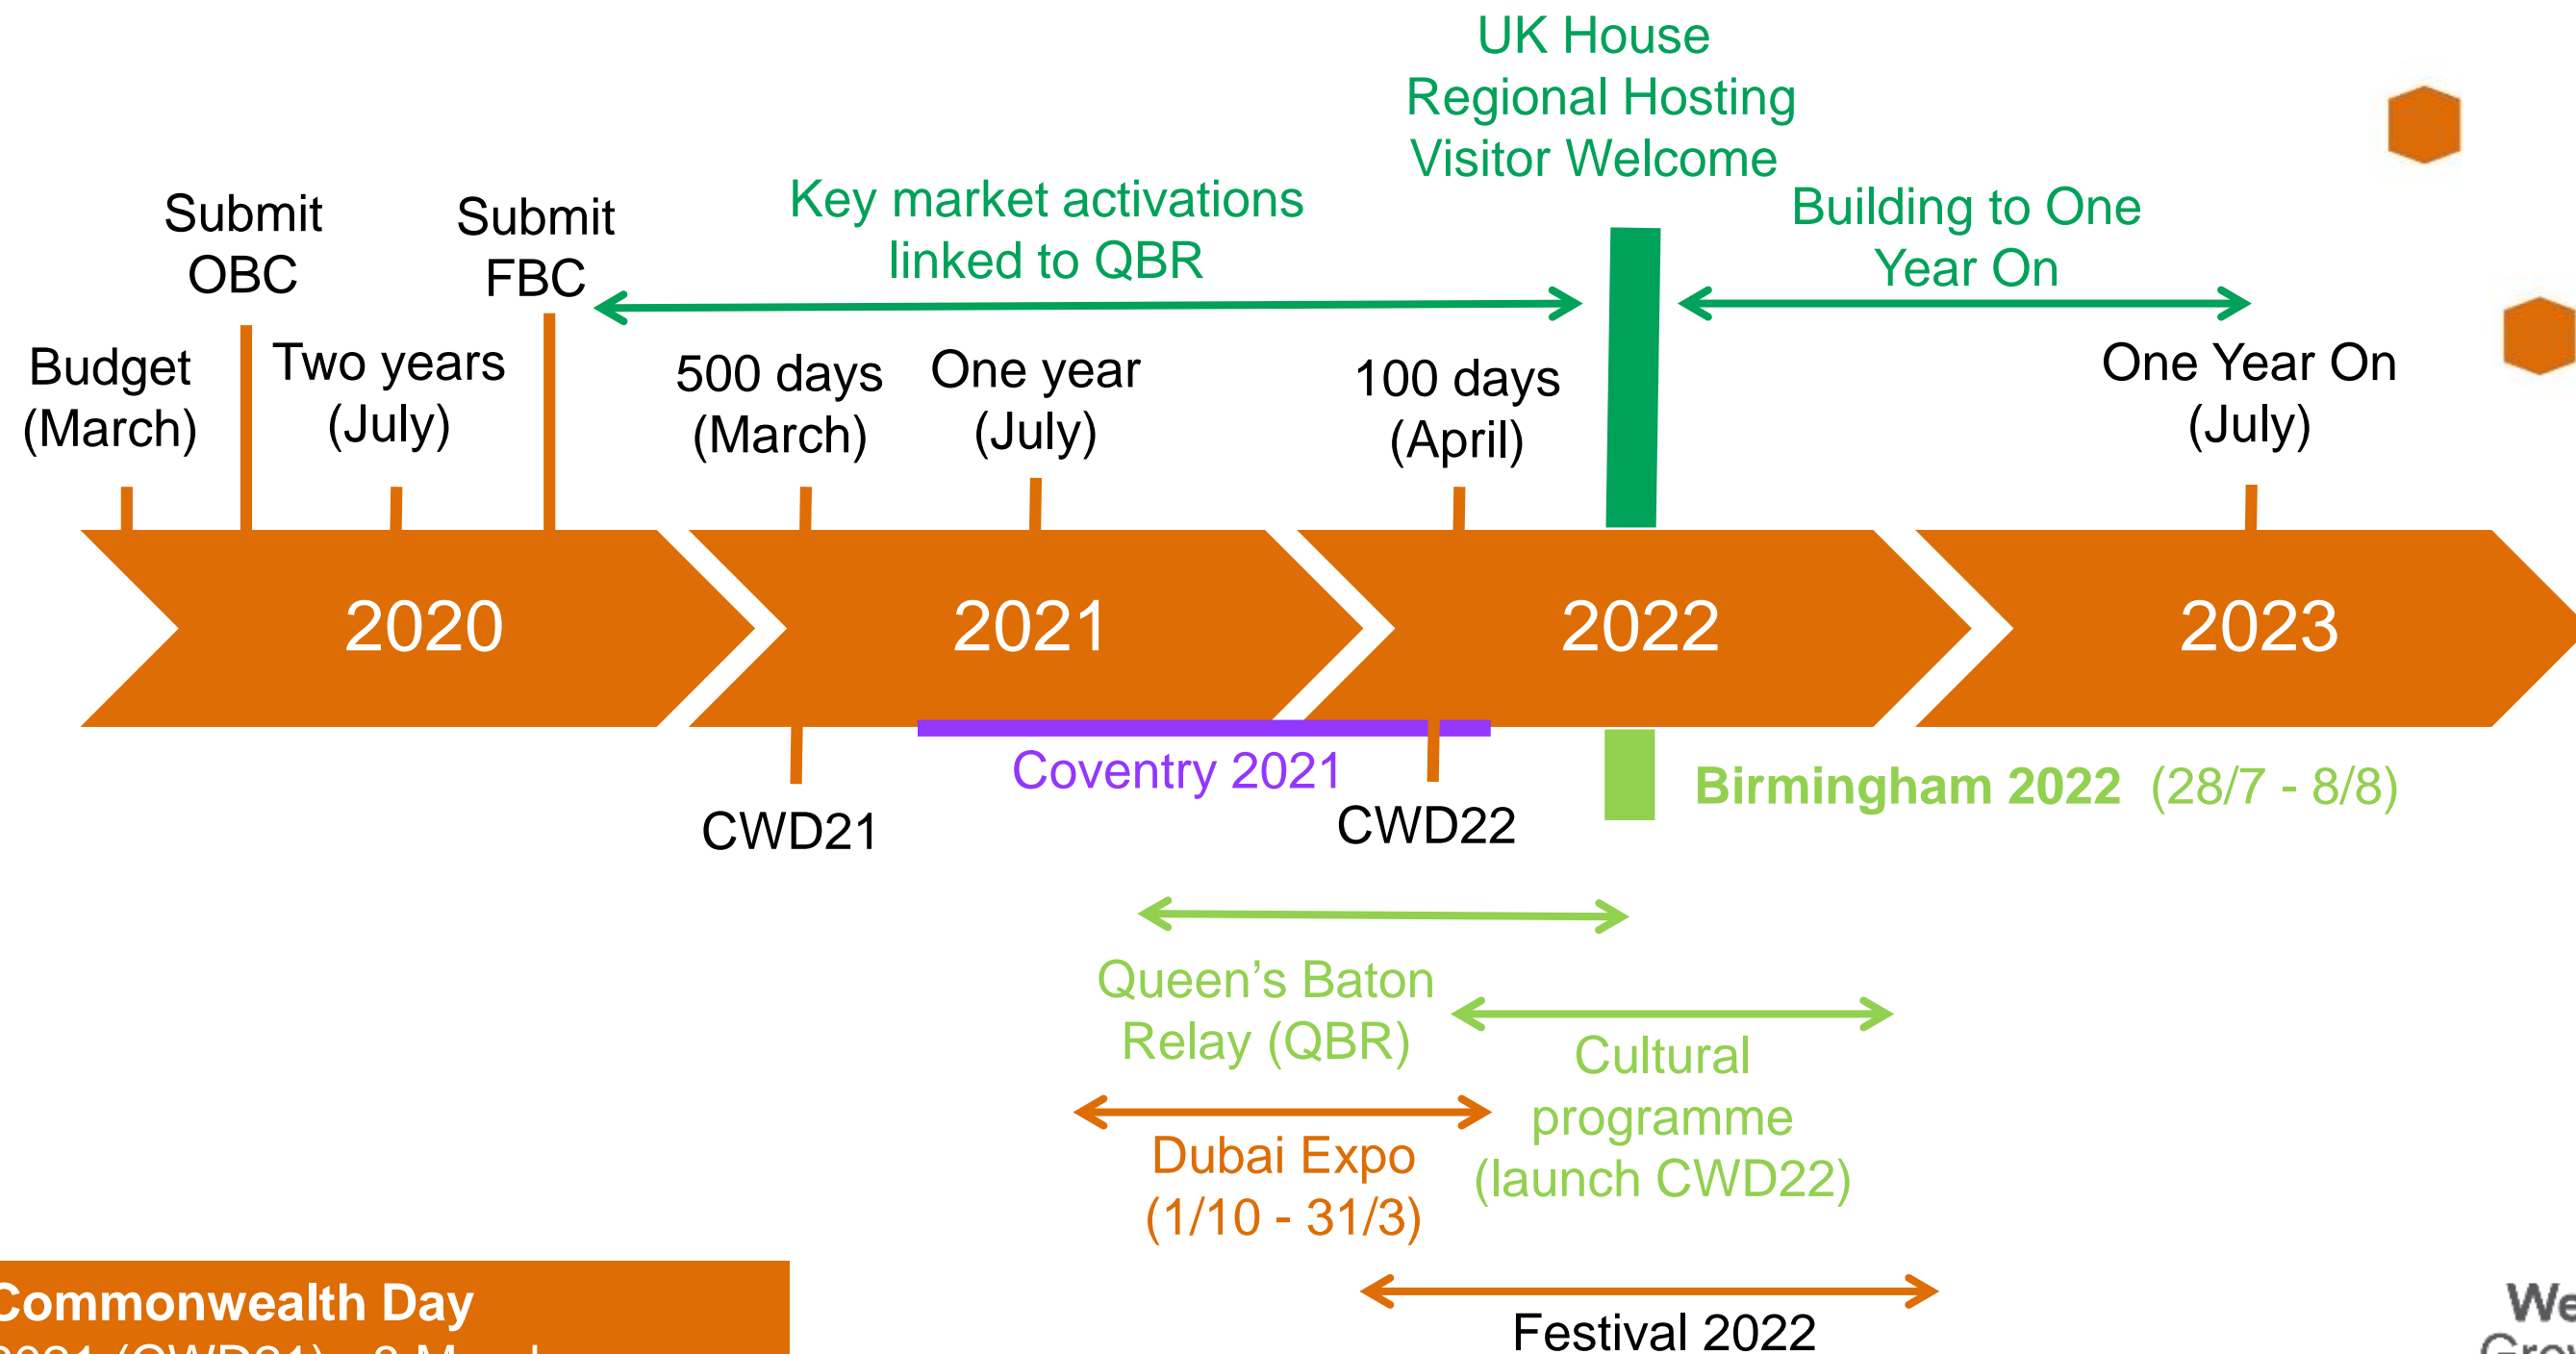 UK House
Regional Hosting
Visitor Welcome
Submit
OBC
Submit
FBC
Key market activations
linked to QBR
Building to One
Year On
Budget
(March)
Two years
(July)
500 days
(March)
One year
(July)
100 days
(April)
One Year On
(July)
2020
2021
2022
2023
Coventry 2021
Birmingham 2022 (28/7 - 8/8)
CWD21
CWD22
Queen's Baton
Relay (QBR)
Cultural
programme
(launch CWD22)
Dubai Expo
(1/10 - 31/3)
Commonwealth Day
Festival 2022